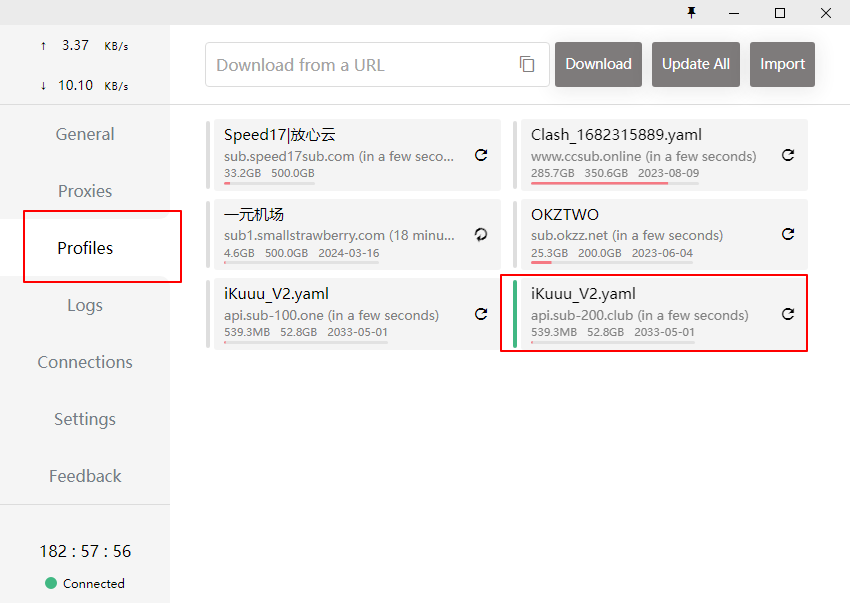 ↑ 3.37 KB/s
↓ 10.10 KB/s
General
Proxies
Profiles
Logs
Connections
Settings
Feedback
182 : 57 : 56
Connected
Download from a URL
Download
Update All
Import
Speed17|放心云
sub.speed17sub.com (in a few seco...
33.2GB 500.0GB
Clash_1682315889.yaml
www.ccsub.online (in a few seconds)
285.7GB 350.6GB 2023-08-09
一元机场
sub1.smallstrawberry.com (18 minu...
4.6GB 500.0GB 2024-03-16
OKZTWO
sub.okzz.net (in a few seconds)
25.3GB 200.0GB 2023-06-04
iKuuu_V2.yaml
api.sub-100.one (in a few seconds)
539.3MB 52.8GB 2033-05-01
iKuuu_V2.yaml
api.sub-200.club (in a few seconds)
539.3MB 52.8GB 2033-05-01